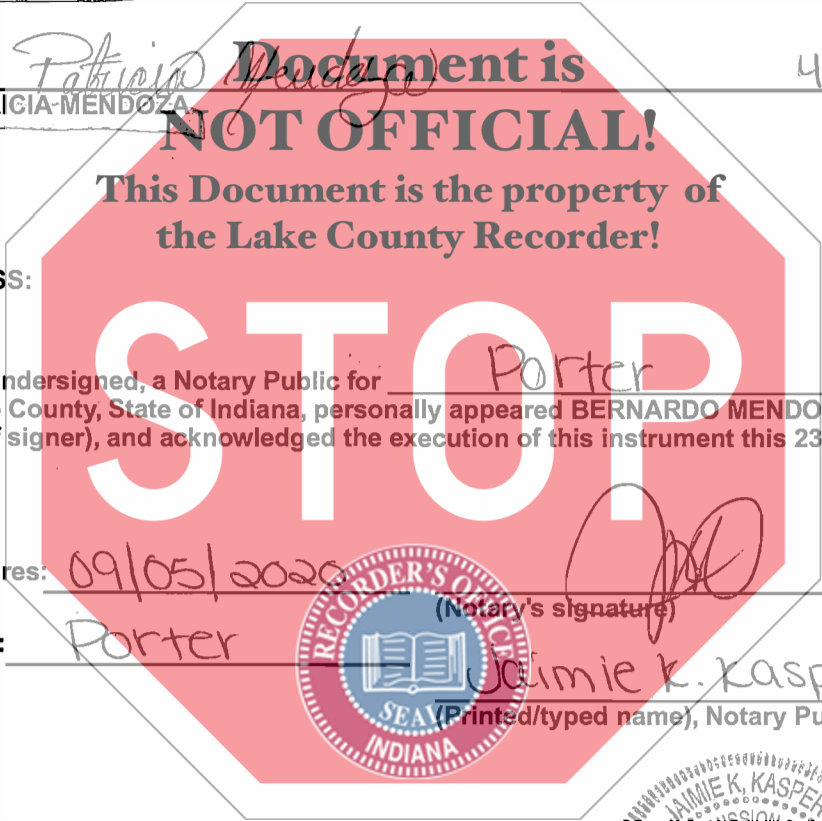 Patricia Mendoza
Document is
4
ICIA MENDOZA
NOT OFFICIAL!
This Document is the property of
the Lake County Recorder!
SS:
STOP
ndersigned, a Notary Public for Porter
County, State of Indiana, personally appeared BERNARDO MENDO
signer), and acknowledged the execution of this instrument this 23
res: 09/05/2020
(Notary's signature)
: Porter
Jaimie K. Kasp
(Printed/typed name), Notary Pu
RECORDER'S OFFICE
SEAL
INDIANA
JAIMIE K. KASPER